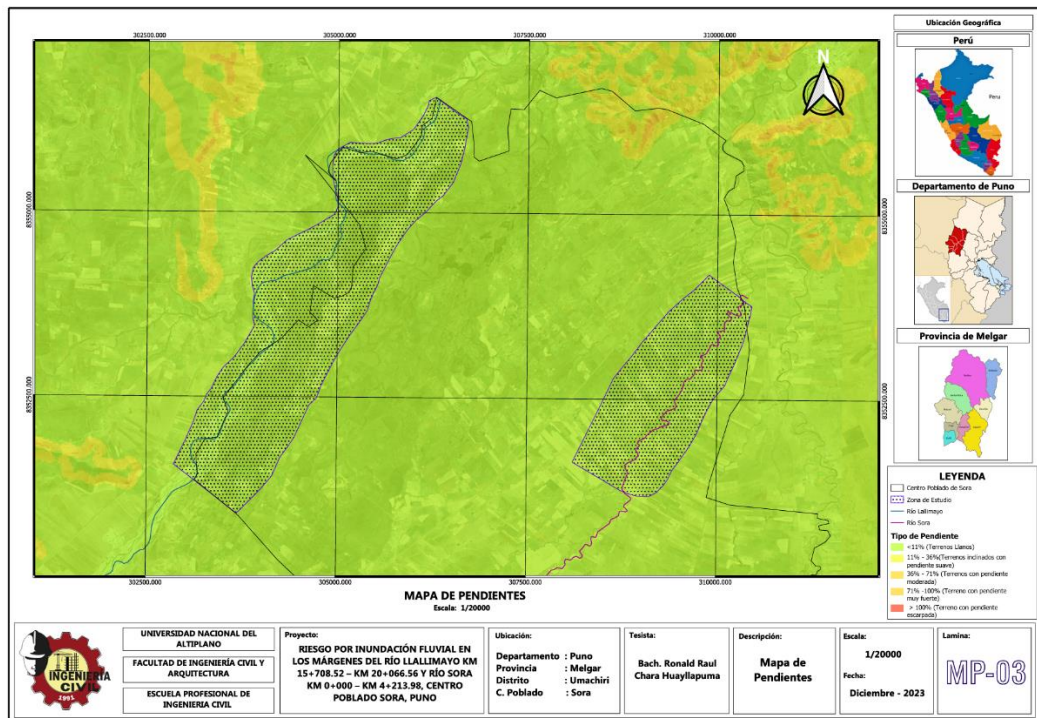 302500.000
305000.000
307500.000
310000.000
N
8355000.000
8355000.000
8352500.000
8352500.000
302500.000
305000.000
307500.000
310000.000
MAPA DE PENDIENTES
Escala: 1/20000
Ubicación Geográfica
Perú
Peru
Departamento de Puno
Provincia de Melgar
LEYENDA
Centro Poblado de Sora
Zona de Estudio
Río Lallimayo
Río Sora
Tipo de Pendiente
<11% (Terrenos Llanos)
11% - 36%(Terrenos inclinados con
pendiente suave)
36% - 71% (Terrenos con pendiente
moderada)
71% -100% (Terreno con pendiente
muy fuerte)
> 100% (Terreno con pendiente
escarpada)
INGENIERÍA
CIVIL
1991
UNIVERSIDAD NACIONAL DEL
ALTIPLANO
FACULTAD DE INGENIERÍA CIVIL Y
ARQUITECTURA
ESCUELA PROFESIONAL DE
INGENIERIA CIVIL
Proyecto:
RIESGO POR INUNDACIÓN FLUVIAL EN
LOS MÁRGENES DEL RÍO LLALLIMAYO KM
15+708.52 – KM 20+066.56 Y RÍO SORA
KM 0+000 – KM 4+213.98, CENTRO
POBLADO SORA, PUNO
Ubicación:
Departamento : Puno
Provincia : Melgar
Distrito : Umachiri
C. Poblado : Sora
Tesista:
Bach. Ronald Raul
Chara Huayllapuma
Descripción:
Mapa de
Pendientes
Escala:
1/20000
Fecha:
Diciembre - 2023
Lamina:
MP-03